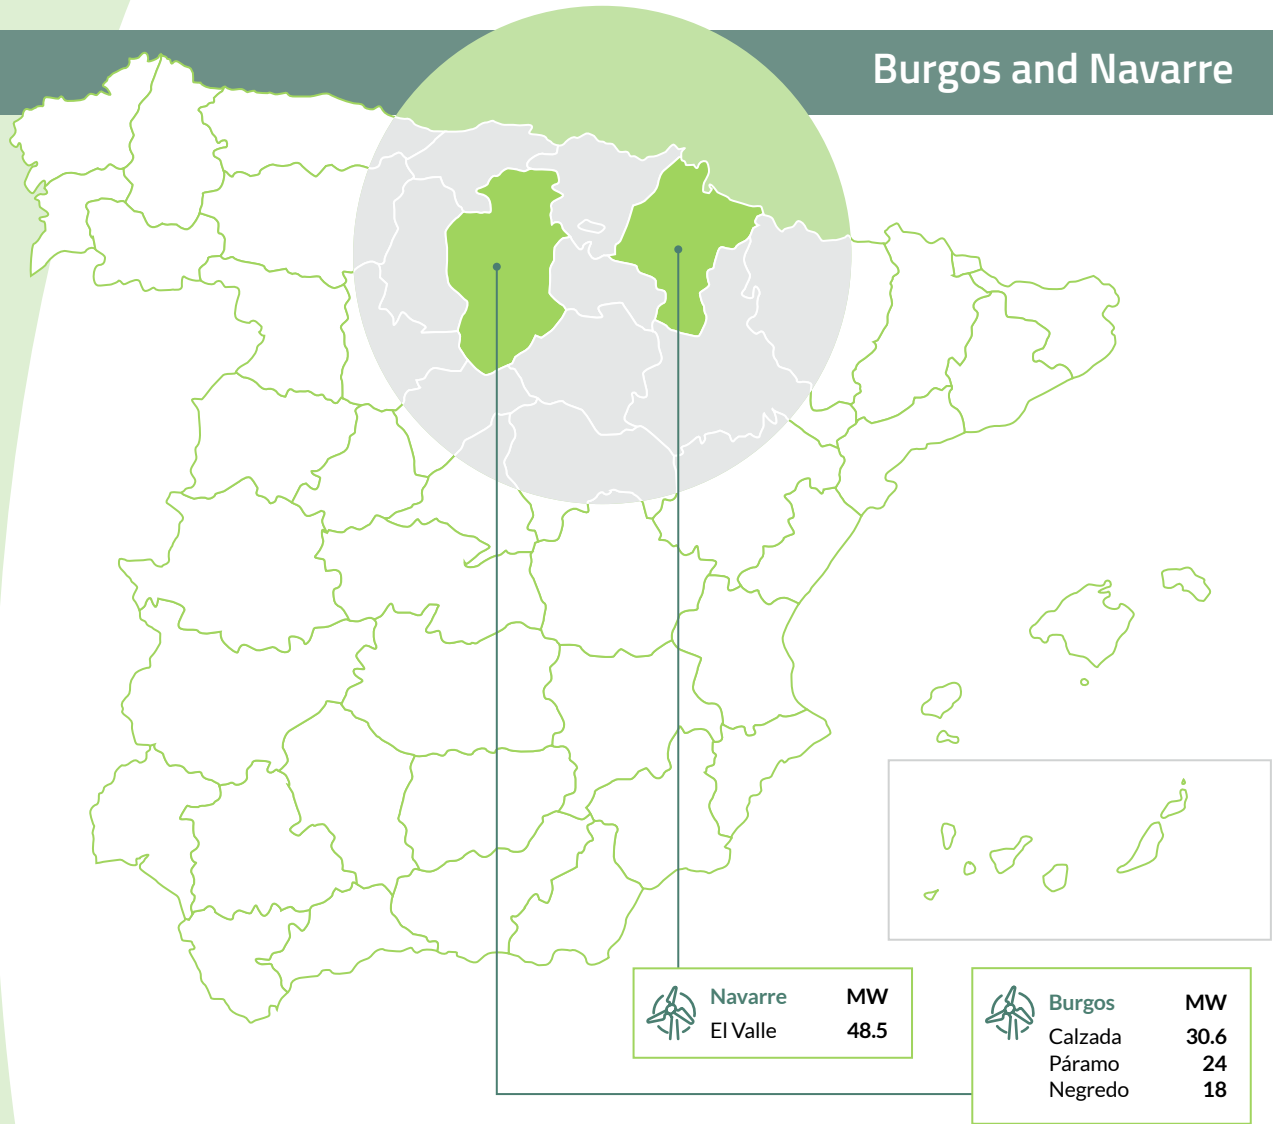 Burgos and Navarre
Navarre MW
El Valle 48.5
Burgos MW
Calzada 30.6
Páramo 24
Negredo 18